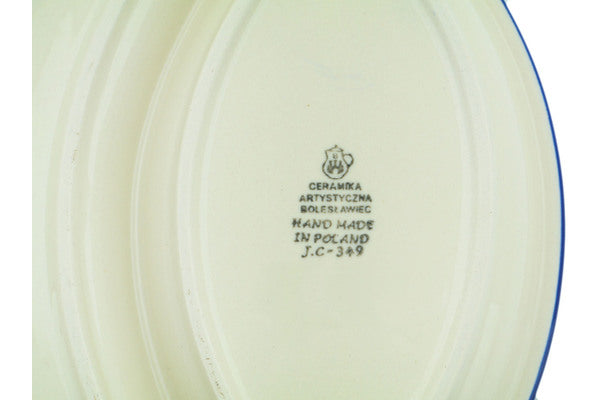 CERAMIKA
ARTYSTYCZNA
BOLESŁAWIEC
HAND MADE
IN POLAND
J.C-349